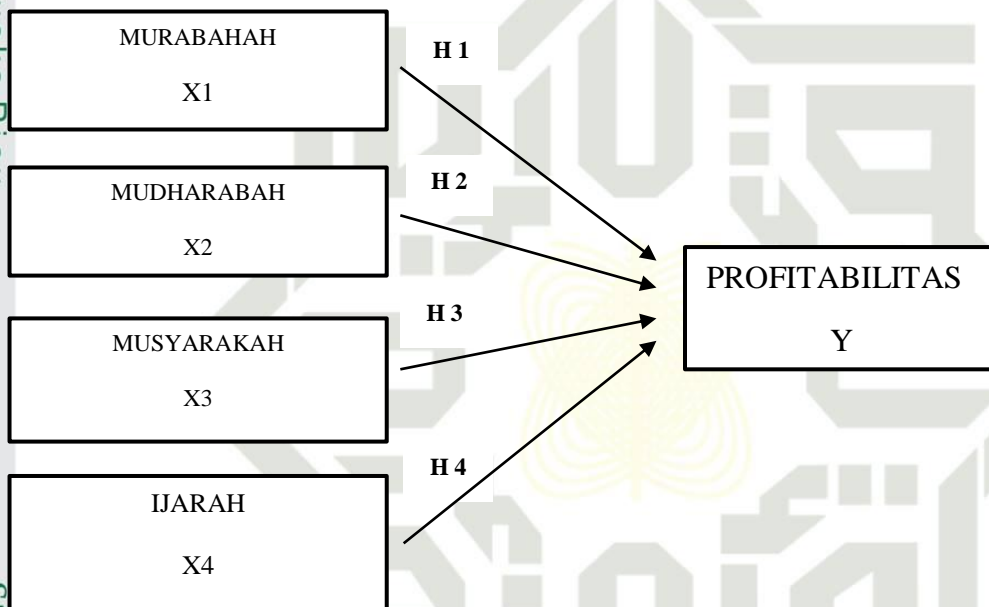 MURABAHAH
X1
H 1
MUDHARABAH
X2
H 2
MUSYARAKAH
X3
H 3
IJARAH
X4
H 4
PROFITABILITAS
Y